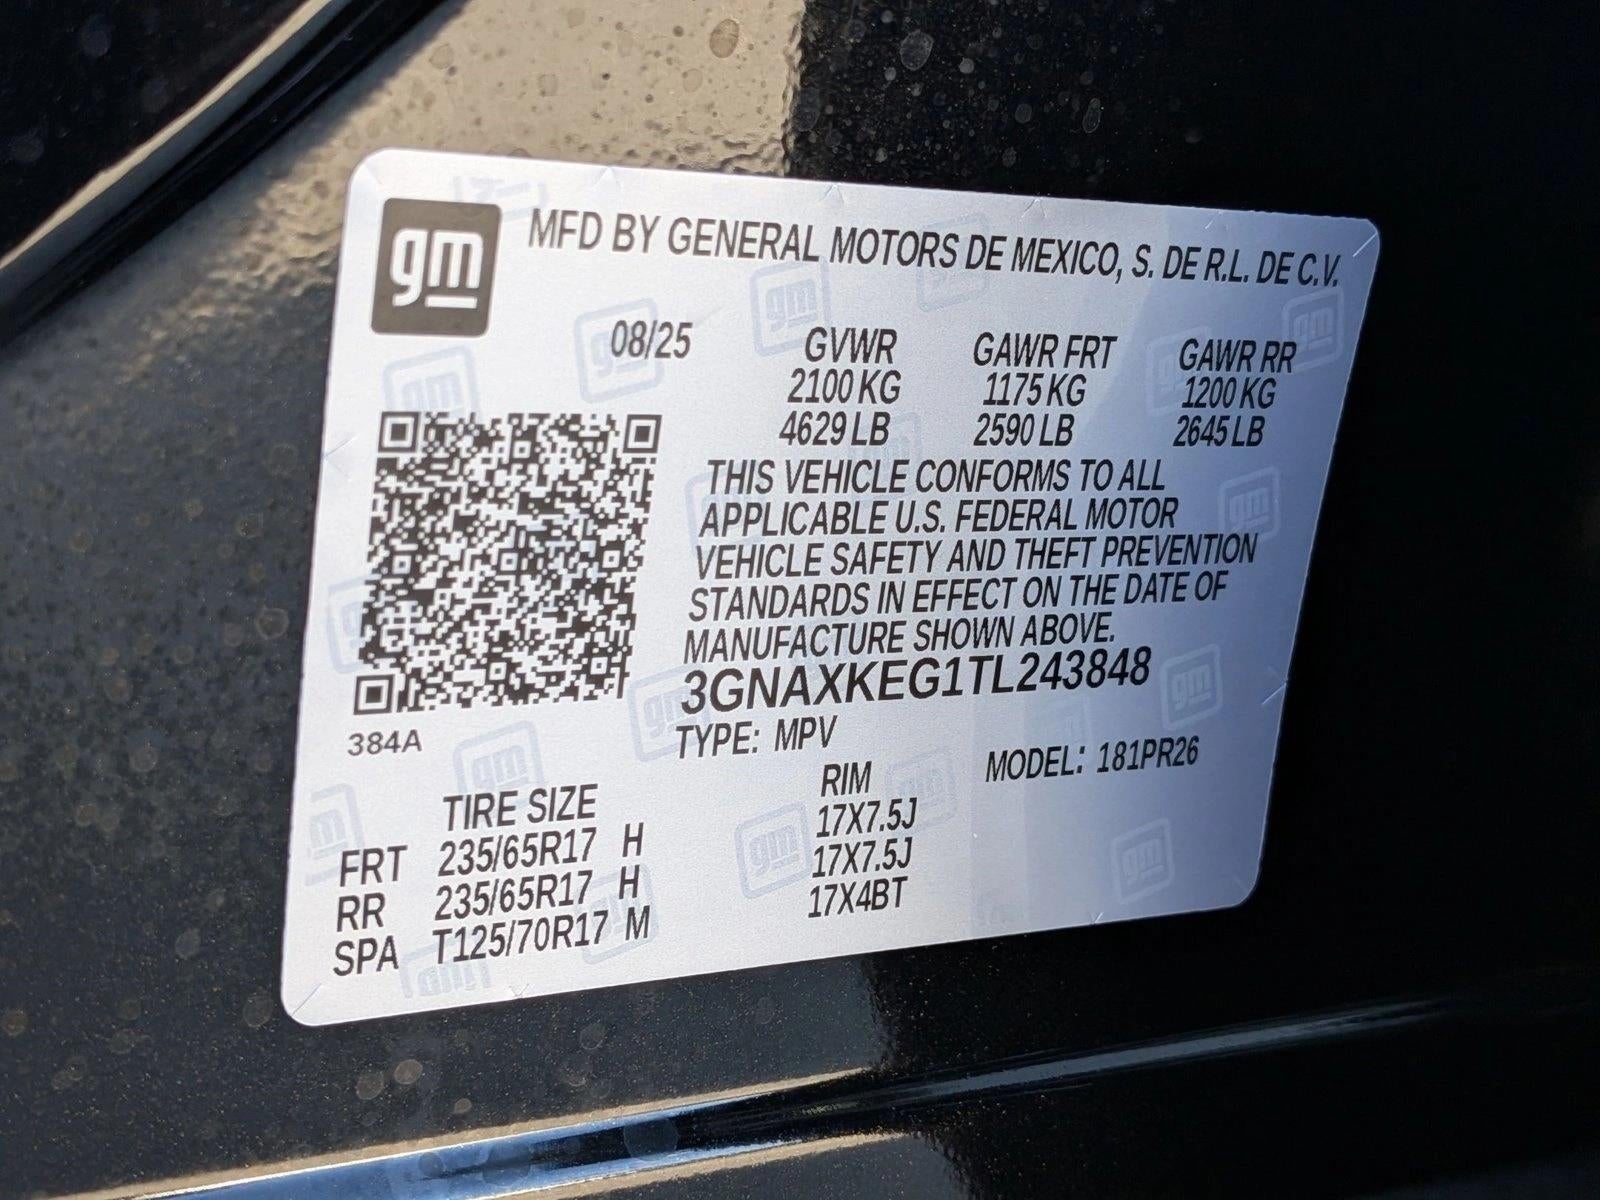 gm MFD BY GENERAL MOTORS DE MEXICO, S. DE R.L. DE C.V.
08/25 GVWR GAWR FRT GAWR RR
2100 KG 1175 KG 1200 KG
4629 LB 2590 LB 2645 LB
THIS VEHICLE CONFORMS TO ALL
APPLICABLE U.S. FEDERAL MOTOR
VEHICLE SAFETY AND THEFT PREVENTION
STANDARDS IN EFFECT ON THE DATE OF
MANUFACTURE SHOWN ABOVE.
3GNAXKEG1TL243848
384A
TYPE: MPV MODEL: 181PR26
TIRE SIZE RIM
FRT 235/65R17 H 17X7.5J
RR 235/65R17 H 17X7.5J
SPA T125/70R17 M 17X4BT